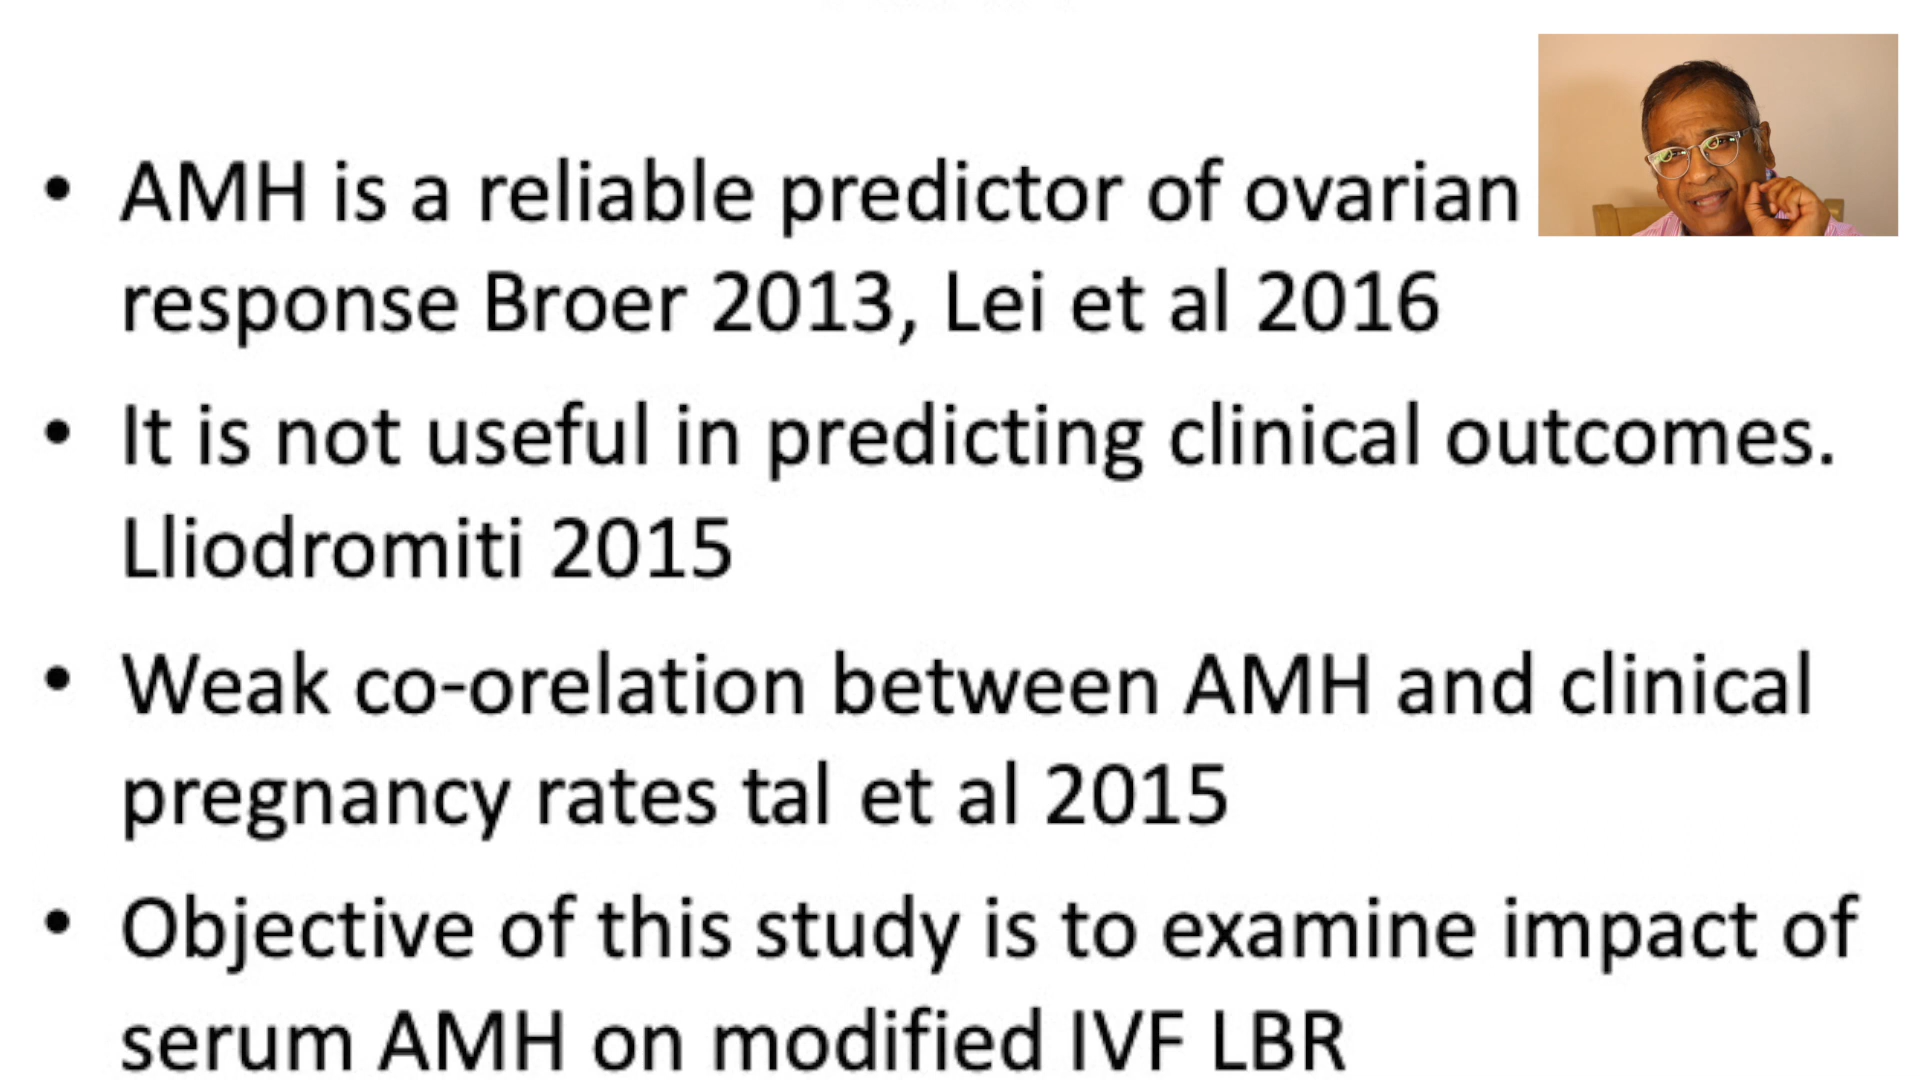 • AMH is a reliable predictor of ovarian
response Broer 2013, Lei et al 2016
• It is not useful in predicting clinical outcomes.
Lliodromiti 2015
• Weak co-orelation between AMH and clinical
pregnancy rates tal et al 2015
• Objective of this study is to examine impact of
serum AMH on modified IVF LBR